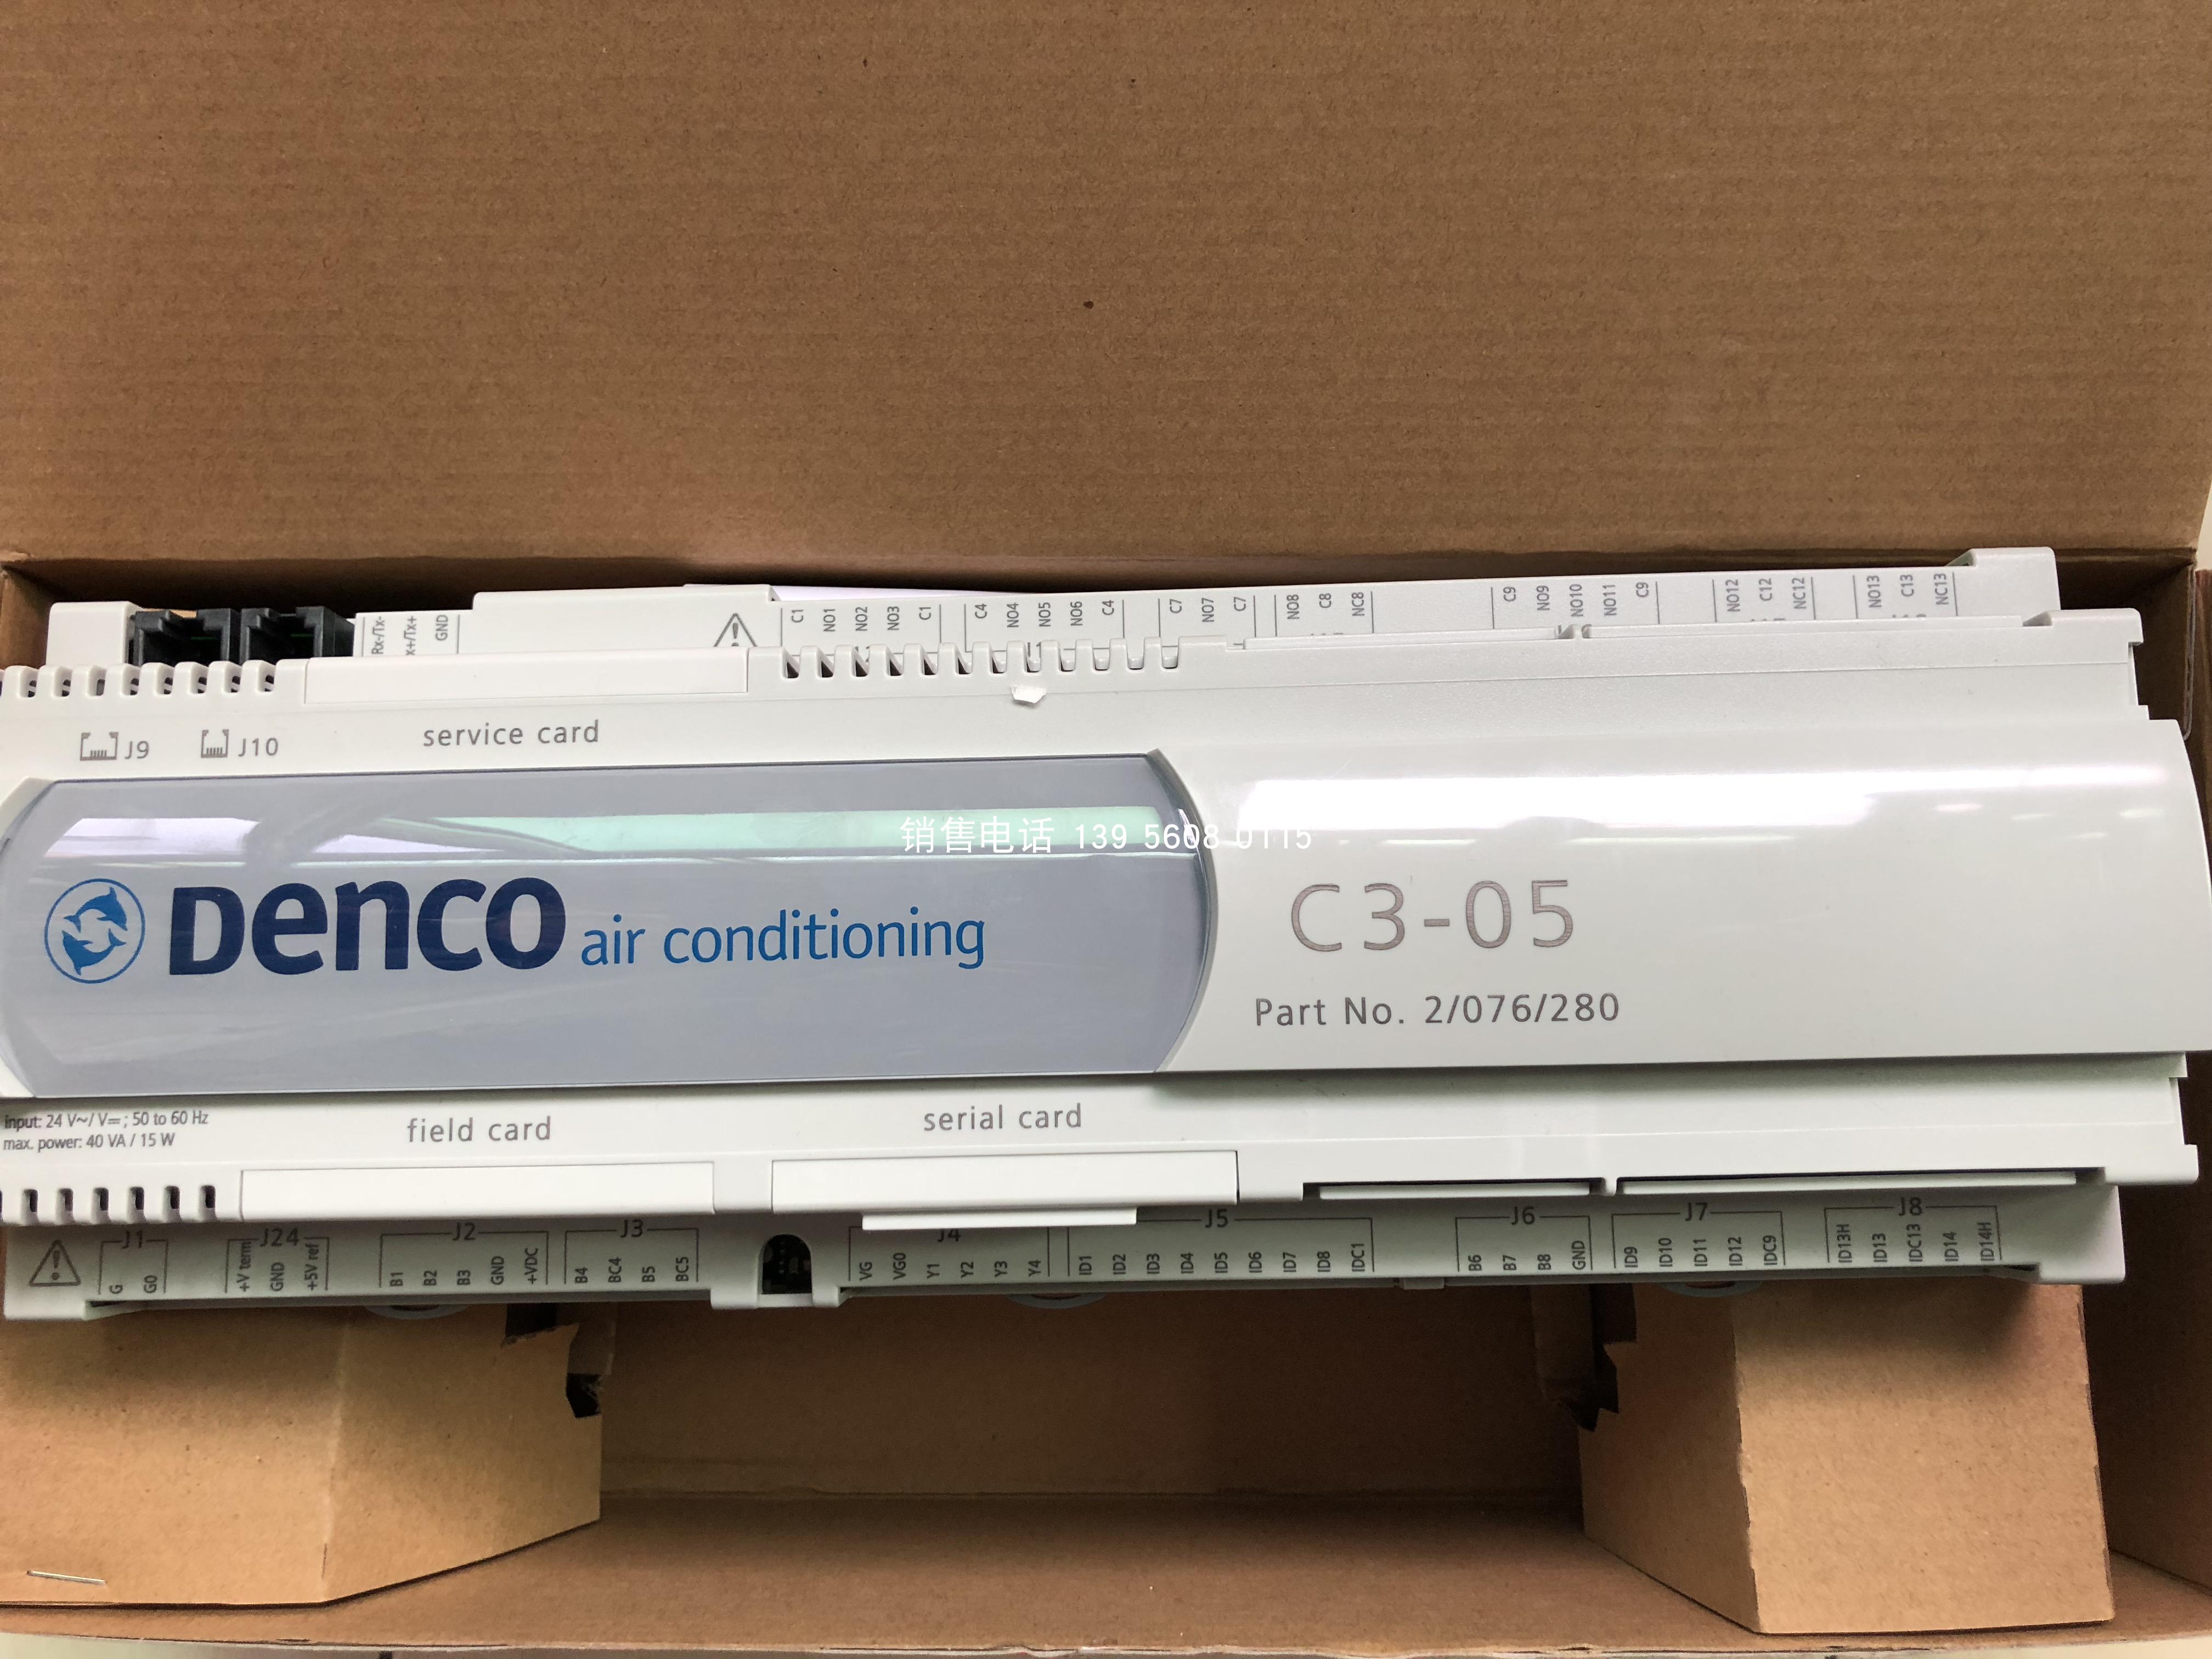 Rx-/Tx-
x+/Tx+
GND
C1 NO1 NO2 NO3 C1
C4 NO4 NO5 NO6 C4
C7 NO7 C7
NO8 C8 NC8
C9 NO9 NO10 NO11 C9
NO12 C12 NC12
NO13 C13 NC13
J9 J10 service card
销售电话 139 5608 0115
Denco air conditioning
C3-05
Part No. 2/076/280
input: 24 V~/ V⎓; 50 to 60 Hz
max. power: 40 VA / 15 W
field card
serial card
J1 J24 J2 J3 J4 J5 J6 J7 J8
G G0
+V term GND +5V ref
B1 B2 B3 GND +VDC
B4 BC4 B5 BC5
VG VG0 Y1 Y2 Y3 Y4
ID1 ID2 ID3 ID4 ID5 ID6 ID7 ID8 IDC1
B6 B7 B8 GND
ID9 ID10 ID11 ID12 IDC9
ID13H ID13 IDC13 ID14 ID14H